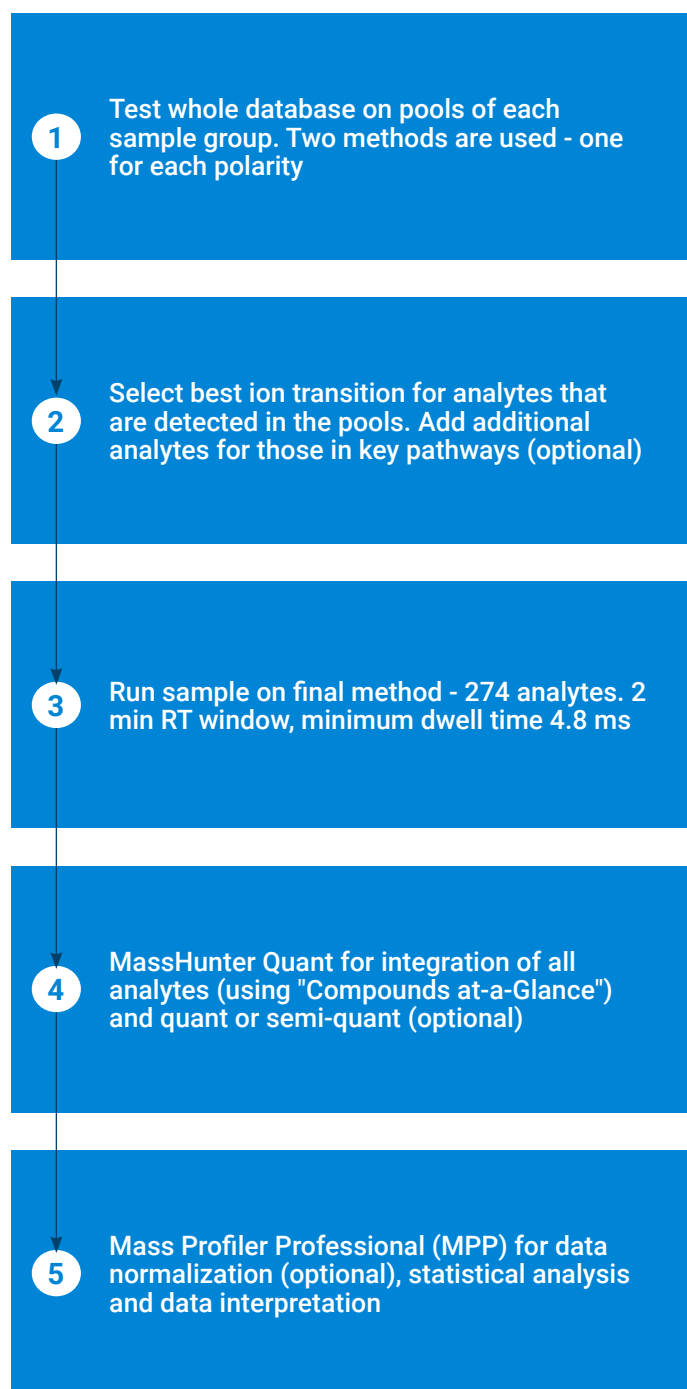 1
Test whole database on pools of each
sample group. Two methods are used - one
for each polarity
2
Select best ion transition for analytes that
are detected in the pools. Add additional
analytes for those in key pathways (optional)
3
Run sample on final method - 274 analytes. 2
min RT window, minimum dwell time 4.8 ms
4
MassHunter Quant for integration of all
analytes (using "Compounds at-a-Glance")
and quant or semi-quant (optional)
5
Mass Profiler Professional (MPP) for data
normalization (optional), statistical analysis
and data interpretation